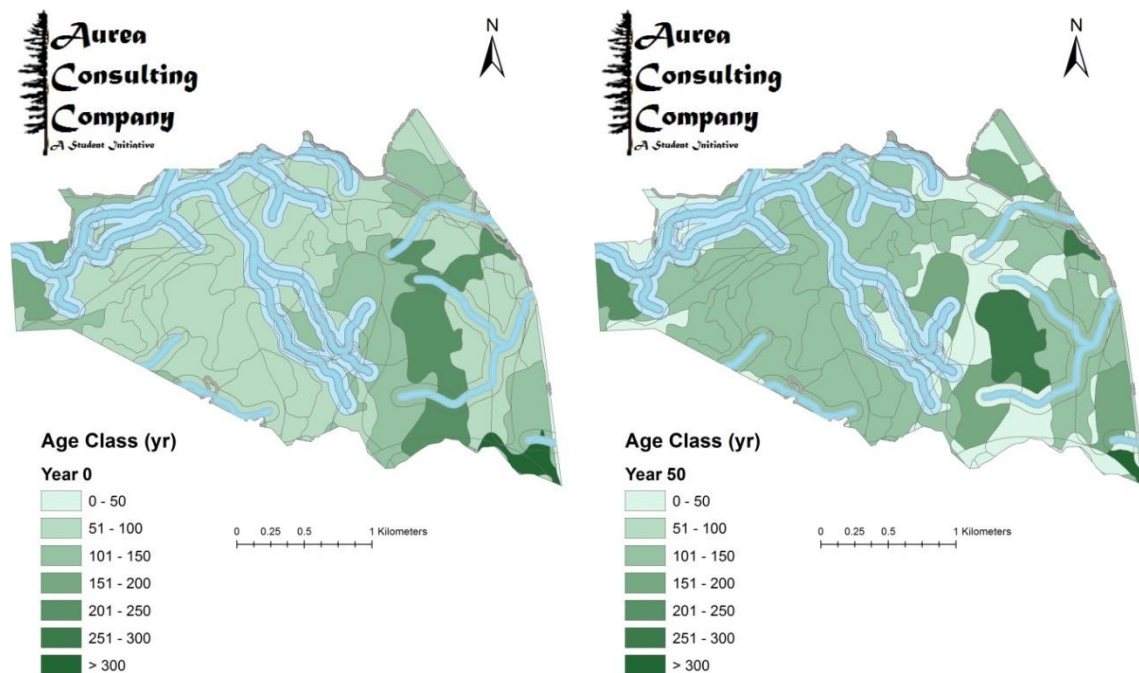 Aurea
Consulting
Company
A Student Initiative
N
Age Class (yr)
Year 0
0 - 50
51 - 100
101 - 150
151 - 200
201 - 250
251 - 300
> 300
0 0.25 0.5 1 Kilometers
Aurea
Consulting
Company
A Student Initiative
N
Age Class (yr)
Year 50
0 - 50
51 - 100
101 - 150
151 - 200
201 - 250
251 - 300
> 300
0 0.25 0.5 1 Kilometers